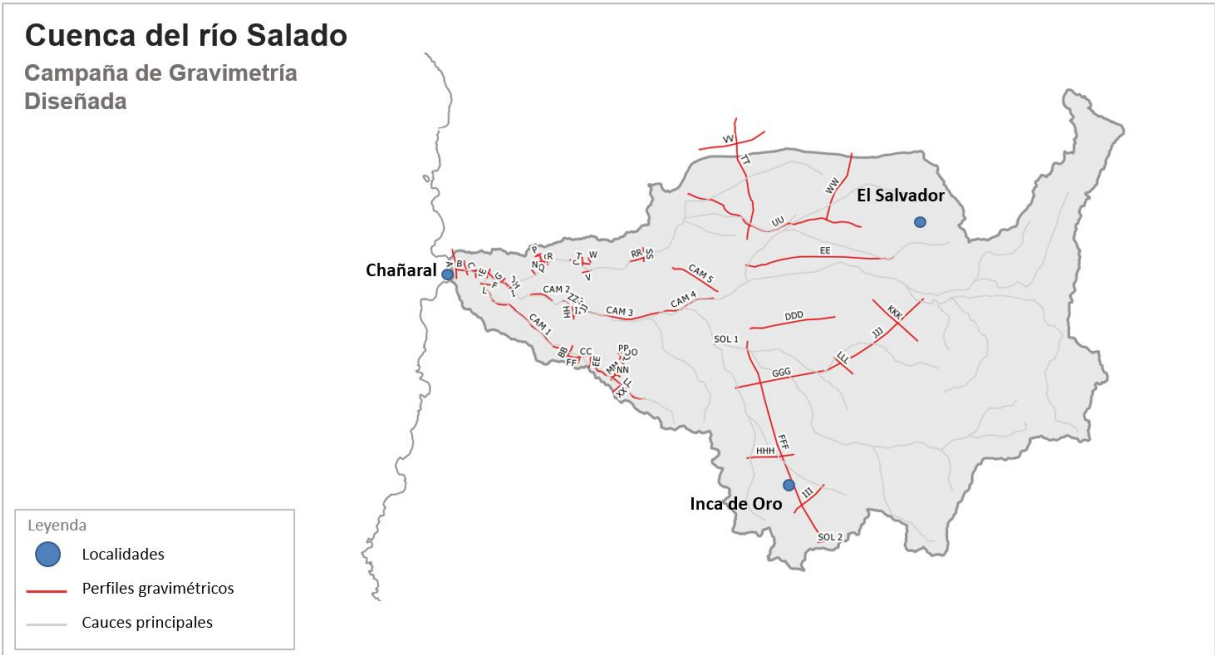 Cuenca del río Salado
Campaña de Gravimetría
Diseñada
VV
TT
WW
El Salvador
UU
EE
P
R
N
T
W
V
RR
SS
Chañaral
B
C
E
G
H
F
L
I
CAM 5
CAM 2
ZZ
HH
CAM 3
CAM 4
CAM 1
BB
FF
CC
EE
PP
OO
MM
NN
LL
XX
SOL 1
DDD
KKK
JJJ
LLL
GGG
FFF
HHH
III
Inca de Oro
SOL 2
Leyenda
Localidades
Perfiles gravimétricos
Cauces principales